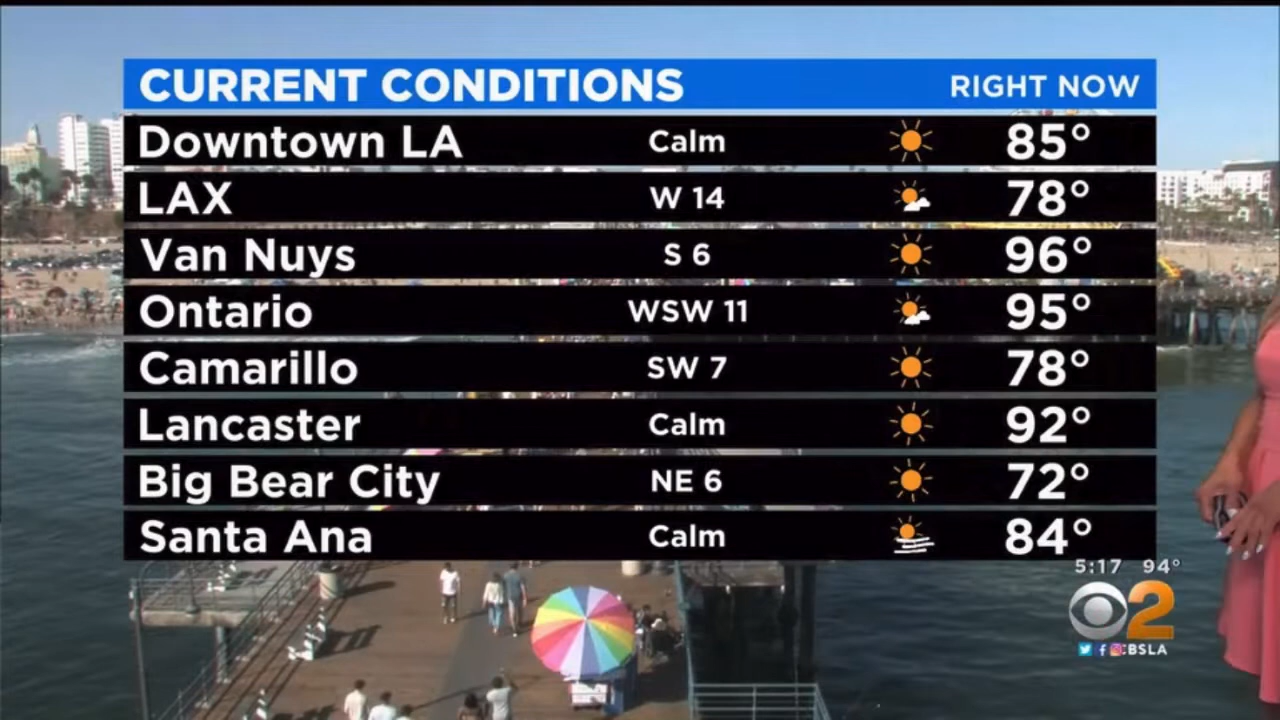 CURRENT CONDITIONS RIGHT NOW
Downtown LA Calm 85°
LAX W 14 78°
Van Nuys S 6 96°
Ontario WSW 11 95°
Camarillo SW 7 78°
Lancaster Calm 92°
Big Bear City NE 6 72°
Santa Ana Calm 84°
5:17 94°
2
CBSLA